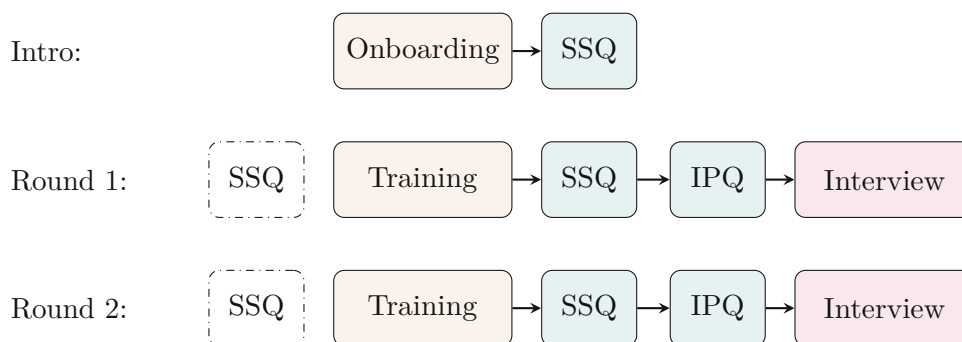 Intro: Onboarding SSQ
Round 1: SSQ Training SSQ IPQ Interview
Round 2: SSQ Training SSQ IPQ Interview